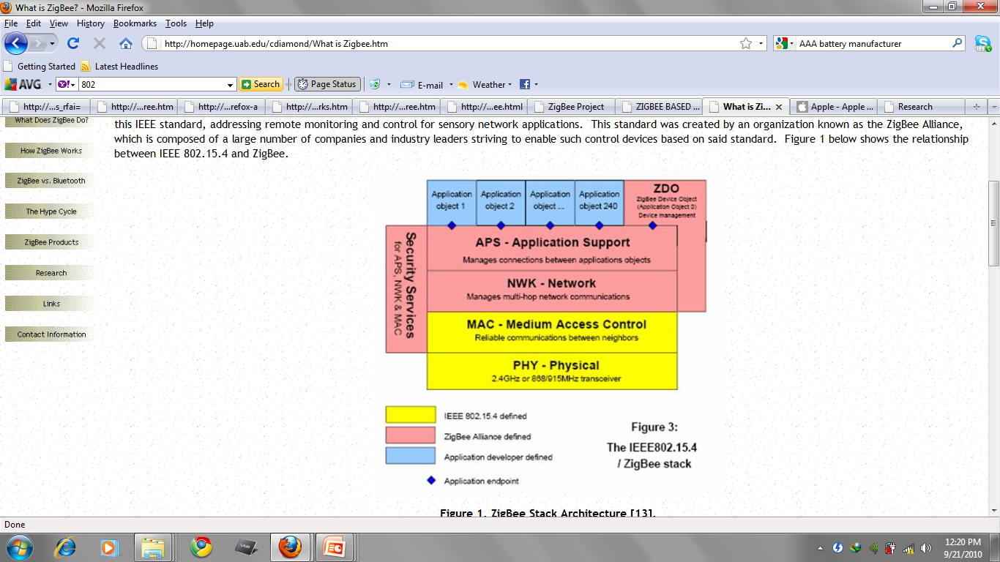 What is ZigBee? - Mozilla Firefox
File Edit View History Bookmarks Tools Help
http://homepage.uab.edu/cdiamond/What is Zigbee.htm
AAA battery manufacturer
Getting Started Latest Headlines
AVG Y! 802 Search Page Status E-mail Weather
http://...s_rfai= http://...ree.htm http://...refox-a http://...rks.htm http://...ree.htm http://...ee.html ZigBee Project ZIGBEE BASED ... What is Zi... Apple - Apple ... Research
What Does ZigBee Do?
How ZigBee Works
ZigBee vs. Bluetooth
The Hype Cycle
ZigBee Products
Research
Links
Contact Information
this IEEE standard, addressing remote monitoring and control for sensory network applications. This standard was created by an organization known as the ZigBee Alliance,
which is composed of a large number of companies and industry leaders striving to enable such control devices based on said standard. Figure 1 below shows the relationship
between IEEE 802.15.4 and ZigBee.
Application
object 1
Application
object 2
Application
object ...
Application
object 240
ZDO
ZigBee Device Object
(Application Object 0)
Device management
Security Services
for APS, NWK & MAC
APS - Application Support
Manages connections between applications objects
NWK - Network
Manages multi-hop network communications
MAC - Medium Access Control
Reliable communications between neighbors
PHY - Physical
2.4GHz or 868/915MHz transceiver
IEEE 802.15.4 defined
ZigBee Alliance defined
Application developer defined
Application endpoint
Figure 3:
The IEEE802.15.4
/ ZigBee stack
Figure 1. ZigBee Stack Architecture [13].
Done
12:20 PM
9/21/2010